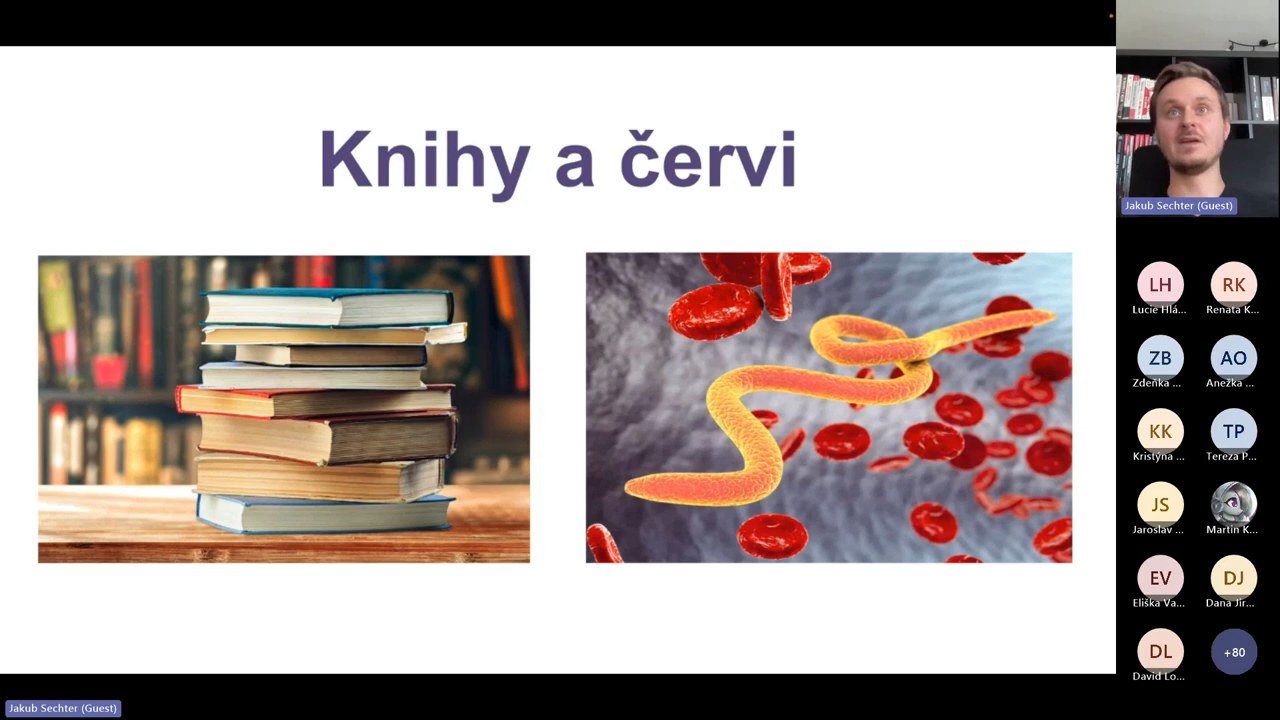 Knihy a červi
Jakub Sechter (Guest)
LH
RK
Lucie Hlá...
Renata K...
ZB
AO
Zdeňka ...
Anežka ...
KK
TP
Kristýna ...
Tereza P...
JS
Jaroslav ...
Martin K...
EV
DJ
Eliška Va...
Dana Jir...
DL
+80
David Lo...
Jakub Sechter (Guest)